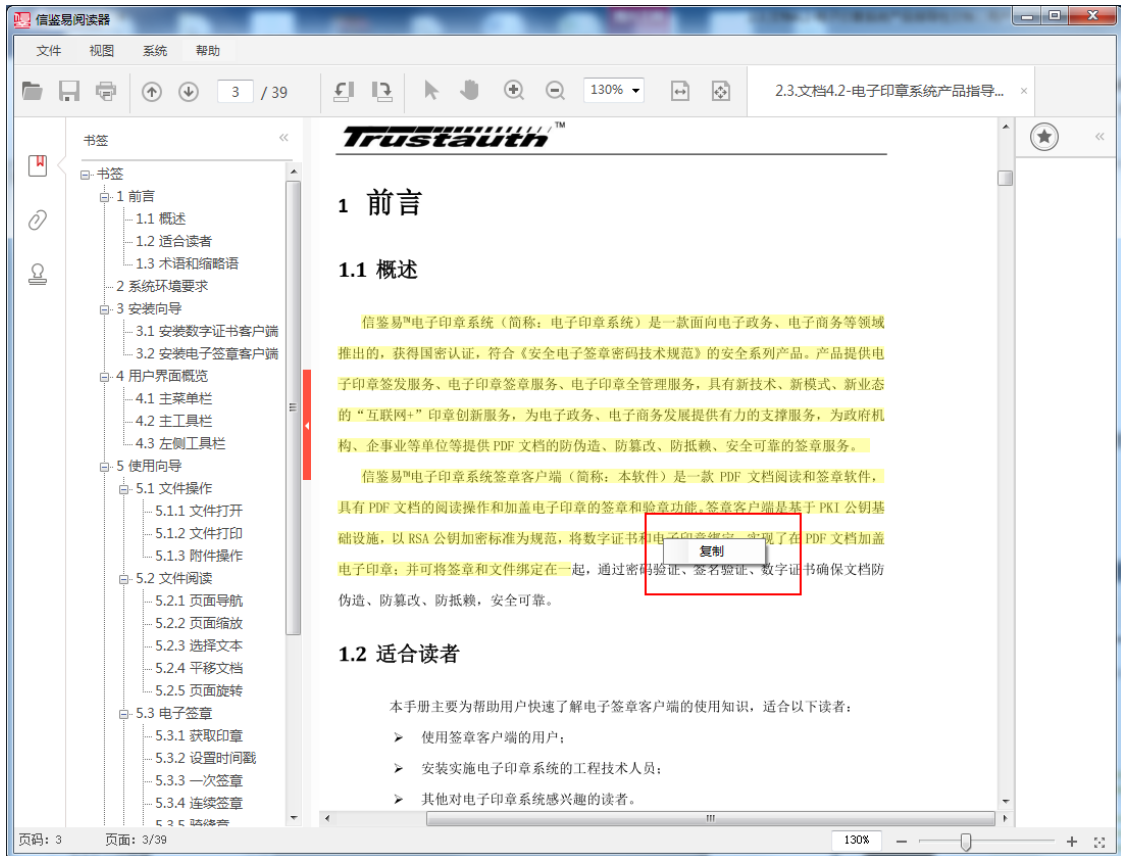 信监易阅读器
文件 视图 系统 帮助
3 / 39 130% 2.3.文档4.2-电子印章系统产品指导... ×
书签
书签
1 前言
1.1 概述
1.2 适合读者
1.3 术语和缩略语
2 系统环境要求
3 安装向导
3.1 安装数字证书客户端
3.2 安装电子签章客户端
4 用户界面概览
4.1 主菜单栏
4.2 主工具栏
4.3 左侧工具栏
5 使用向导
5.1 文件操作
5.1.1 文件打开
5.1.2 文件打印
5.1.3 附件操作
5.2 文件阅读
5.2.1 页面导航
5.2.2 页面缩放
5.2.3 选择文本
5.2.4 平移文档
5.2.5 页面旋转
5.3 电子签章
5.3.1 获取印章
5.3.2 设置时间戳
5.3.3 一次签章
5.3.4 连续签章
5.3.5 骑缝章
Trustauth™
1 前言
1.1 概述
信鉴易™电子印章系统（简称：电子印章系统）是一款面向电子政务、电子商务等领域
推出的，获得国密认证，符合《安全电子签章密码技术规范》的安全系列产品。产品提供电
子印章签发服务、电子印章签章服务、电子印章全管理服务，具有新技术、新模式、新业态
的“互联网+”印章创新服务，为电子政务、电子商务发展提供有力的支撑服务，为政府机
构、企事业等单位等提供 PDF 文档的防伪造、防篡改、防抵赖、安全可靠的签章服务。
信鉴易™电子印章系统签章客户端（简称：本软件）是一款 PDF 文档阅读和签章软件，
具有 PDF 文档的阅读操作和加盖电子印章的签章和验章功能。签章客户端是基于 PKI 公钥基
础设施，以 RSA 公钥加密标准为规范，将数字证书和电子印章绑定，实现了在 PDF 文档加盖
复制
电子印章；并可将签章和文件绑定在一起，通过密码验证、签名验证、数字证书确保文档防
伪造、防篡改、防抵赖，安全可靠。
1.2 适合读者
本手册主要为帮助用户快速了解电子签章客户端的使用知识，适合以下读者：
➢ 使用签章客户端的用户；
➢ 安装实施电子印章系统的工程技术人员；
➢ 其他对电子印章系统感兴趣的读者。
页码：3 页面：3/39 130%